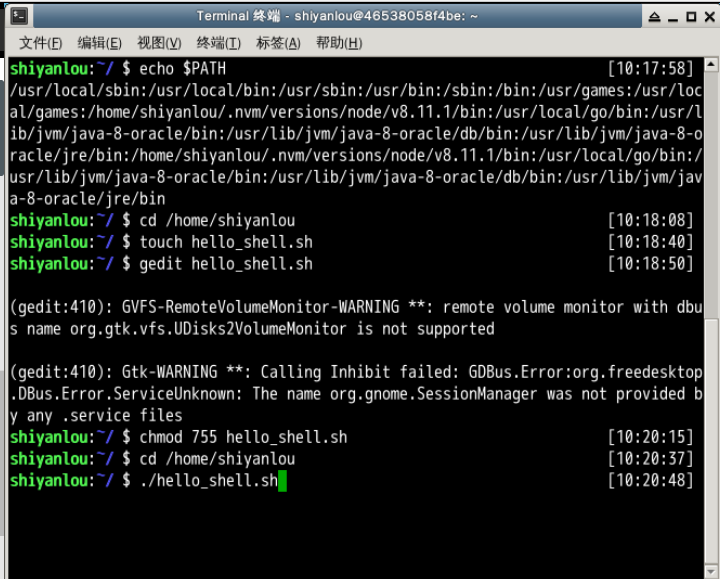 Terminal 终端 - shiyanlou@46538058f4be: ~
文件(F) 编辑(E) 视图(V) 终端(T) 标签(A) 帮助(H)
shiyanlou:~/ $ echo $PATH [10:17:58]
/usr/local/sbin:/usr/local/bin:/usr/sbin:/usr/bin:/sbin:/bin:/usr/games:/usr/loc
al/games:/home/shiyanlou/.nvm/versions/node/v8.11.1/bin:/usr/local/go/bin:/usr/l
ib/jvm/java-8-oracle/bin:/usr/lib/jvm/java-8-oracle/db/bin:/usr/lib/jvm/java-8-o
racle/jre/bin:/home/shiyanlou/.nvm/versions/node/v8.11.1/bin:/usr/local/go/bin:/
usr/lib/jvm/java-8-oracle/bin:/usr/lib/jvm/java-8-oracle/db/bin:/usr/lib/jvm/jav
a-8-oracle/jre/bin
shiyanlou:~/ $ cd /home/shiyanlou [10:18:08]
shiyanlou:~/ $ touch hello_shell.sh [10:18:40]
shiyanlou:~/ $ gedit hello_shell.sh [10:18:50]
(gedit:410): GVFS-RemoteVolumeMonitor-WARNING **: remote volume monitor with dbu
s name org.gtk.vfs.UDisks2VolumeMonitor is not supported
(gedit:410): Gtk-WARNING **: Calling Inhibit failed: GDBus.Error:org.freedesktop
.DBus.Error.ServiceUnknown: The name org.gnome.SessionManager was not provided b
y any .service files
shiyanlou:~/ $ chmod 755 hello_shell.sh [10:20:15]
shiyanlou:~/ $ cd /home/shiyanlou [10:20:37]
shiyanlou:~/ $ ./hello_shell.sh [10:20:48]